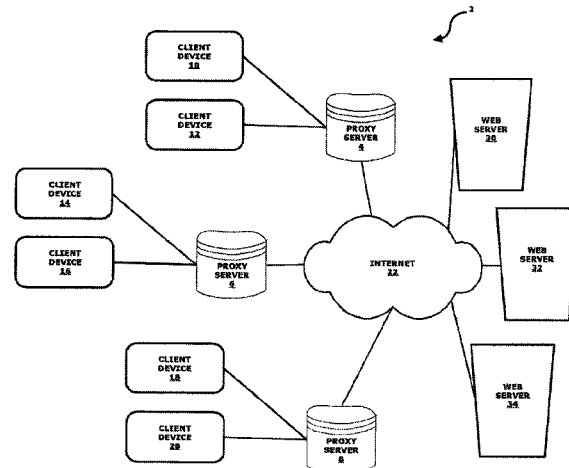 2
CLIENT
DEVICE
10
CLIENT
DEVICE
12
PROXY
SERVER
4
WEB
SERVER
30
CLIENT
DEVICE
14
CLIENT
DEVICE
16
PROXY
SERVER
6
INTERNET
22
WEB
SERVER
32
CLIENT
DEVICE
18
CLIENT
DEVICE
20
PROXY
SERVER
8
WEB
SERVER
34